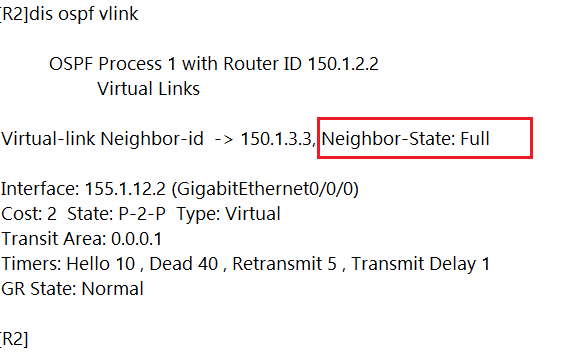 [R2]dis ospf vlink
OSPF Process 1 with Router ID 150.1.2.2
Virtual Links
Virtual-link Neighbor-id  -> 150.1.3.3, Neighbor-State: Full
Interface: 155.1.12.2 (GigabitEthernet0/0/0)
Cost: 2  State: P-2-P  Type: Virtual
Transit Area: 0.0.0.1
Timers: Hello 10 , Dead 40 , Retransmit 5 , Transmit Delay 1
GR State: Normal
[R2]